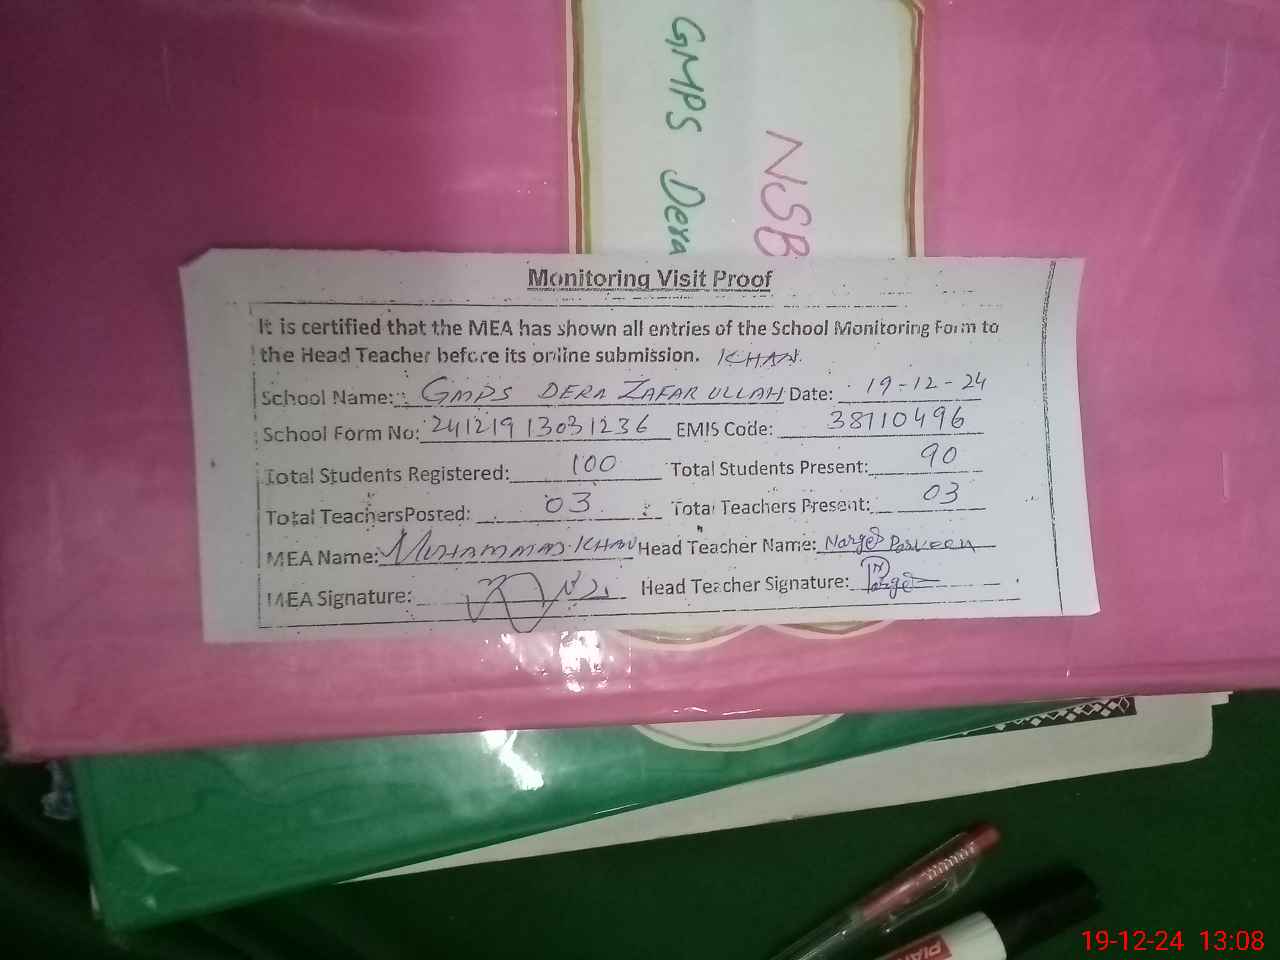 GMPS Dera
NSB
Monitoring Visit Proof
It is certified that the MEA has shown all entries of the School Monitoring Form to
the Head Teacher before its online submission. KHAN
School Name: GMPS DERA ZAFAR ULLAH Date: 19-12-24
School Form No: 24121913031236 EMIS Code: 38110496
Total Students Registered: 100 Total Students Present: 90
Total TeachersPosted: 03 Total Teachers Present: 03
MEA Name: MUHAMMAD KHAN Head Teacher Name: Narges Parveen
MEA Signature: Head Teacher Signature: Narges
19-12-24 13:08